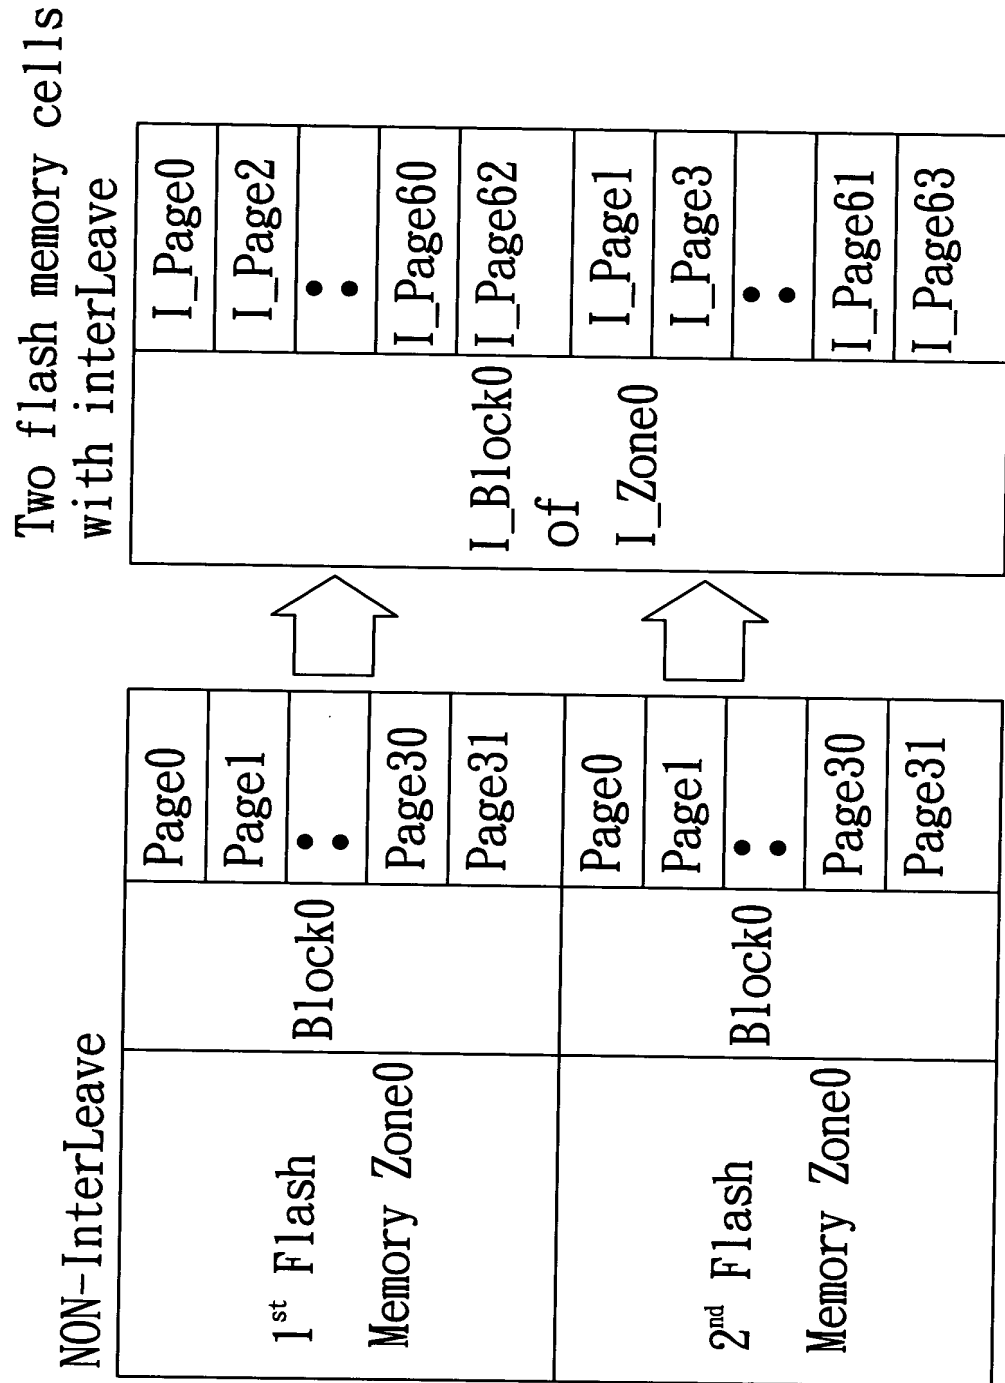 NON-InterLeave
1st Flash
Memory Zone0
Block0
Page0
Page1
:
Page30
Page31
2nd Flash
Memory Zone0
Block0
Page0
Page1
:
Page30
Page31
Two flash memory cells
with interLeave
I_Block0
of
I_Zone0
I_Page0
I_Page2
:
I_Page60
I_Page62
I_Page1
I_Page3
:
I_Page61
I_Page63